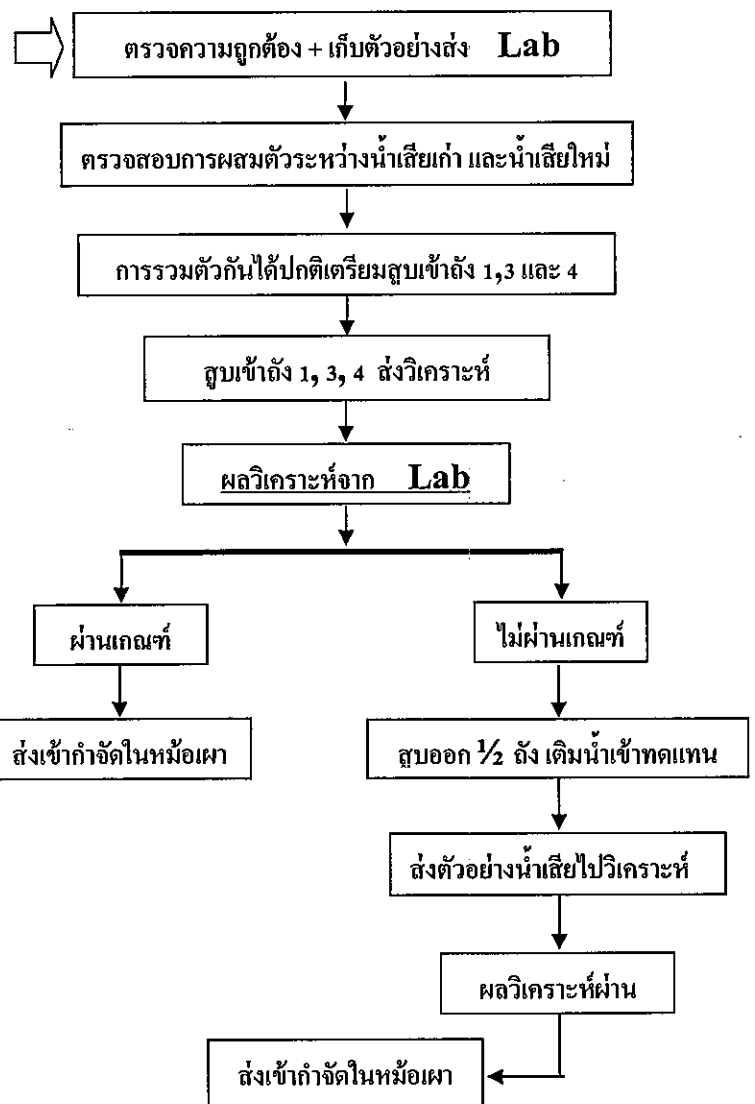 ตรวจความถูกต้อง + เก็บตัวอย่างส่ง Lab
ตรวจสอบการผสมตัวระหว่างน้ำเสียเก่า และน้ำเสียใหม่
การรวมตัวกันได้ปกติเตรียมสูบเข้าถัง 1,3 และ 4
สูบเข้าถัง 1, 3, 4 ส่งวิเคราะห์
ผลวิเคราะห์จาก Lab
ผ่านเกณฑ์
ส่งเข้ากำจัดในหม้อเผา
ไม่ผ่านเกณฑ์
สูบออก ½ ถัง เติมน้ำเข้าทดแทน
ส่งตัวอย่างน้ำเสียไปวิเคราะห์
ผลวิเคราะห์ผ่าน
ส่งเข้ากำจัดในหม้อเผา